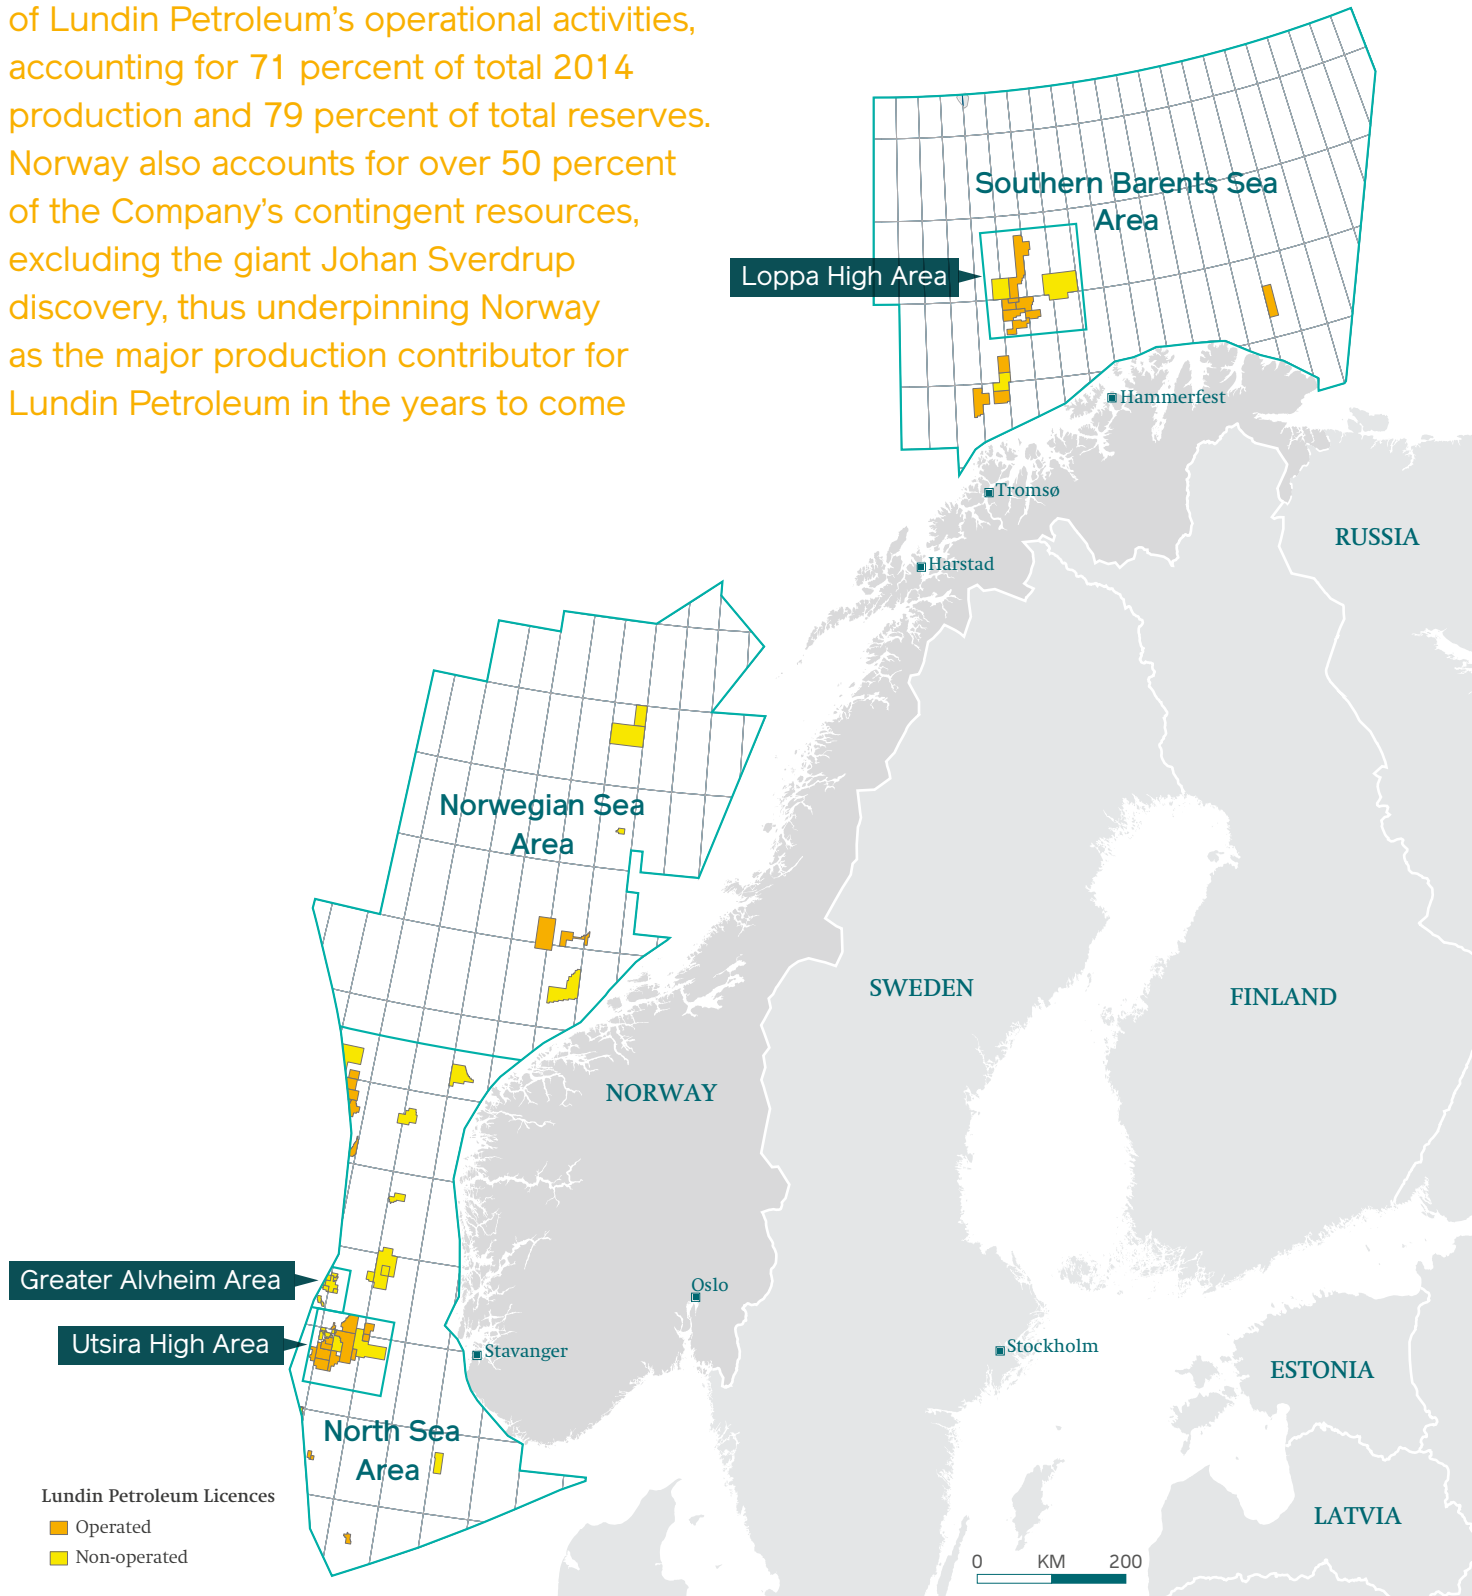 of Lundin Petroleum's operational activities,
accounting for 71 percent of total 2014
production and 79 percent of total reserves.
Norway also accounts for over 50 percent
of the Company's contingent resources,
excluding the giant Johan Sverdrup
discovery, thus underpinning Norway
as the major production contributor for
Lundin Petroleum in the years to come
Southern Barents Sea
Area
Loppa High Area
Hammerfest
Tromsø
RUSSIA
Harstad
Norwegian Sea
Area
SWEDEN
FINLAND
NORWAY
Greater Alvheim Area
Oslo
Utsira High Area
Stavanger
Stockholm
ESTONIA
North Sea
Area
Lundin Petroleum Licences
Operated
Non-operated
LATVIA
0 KM 200